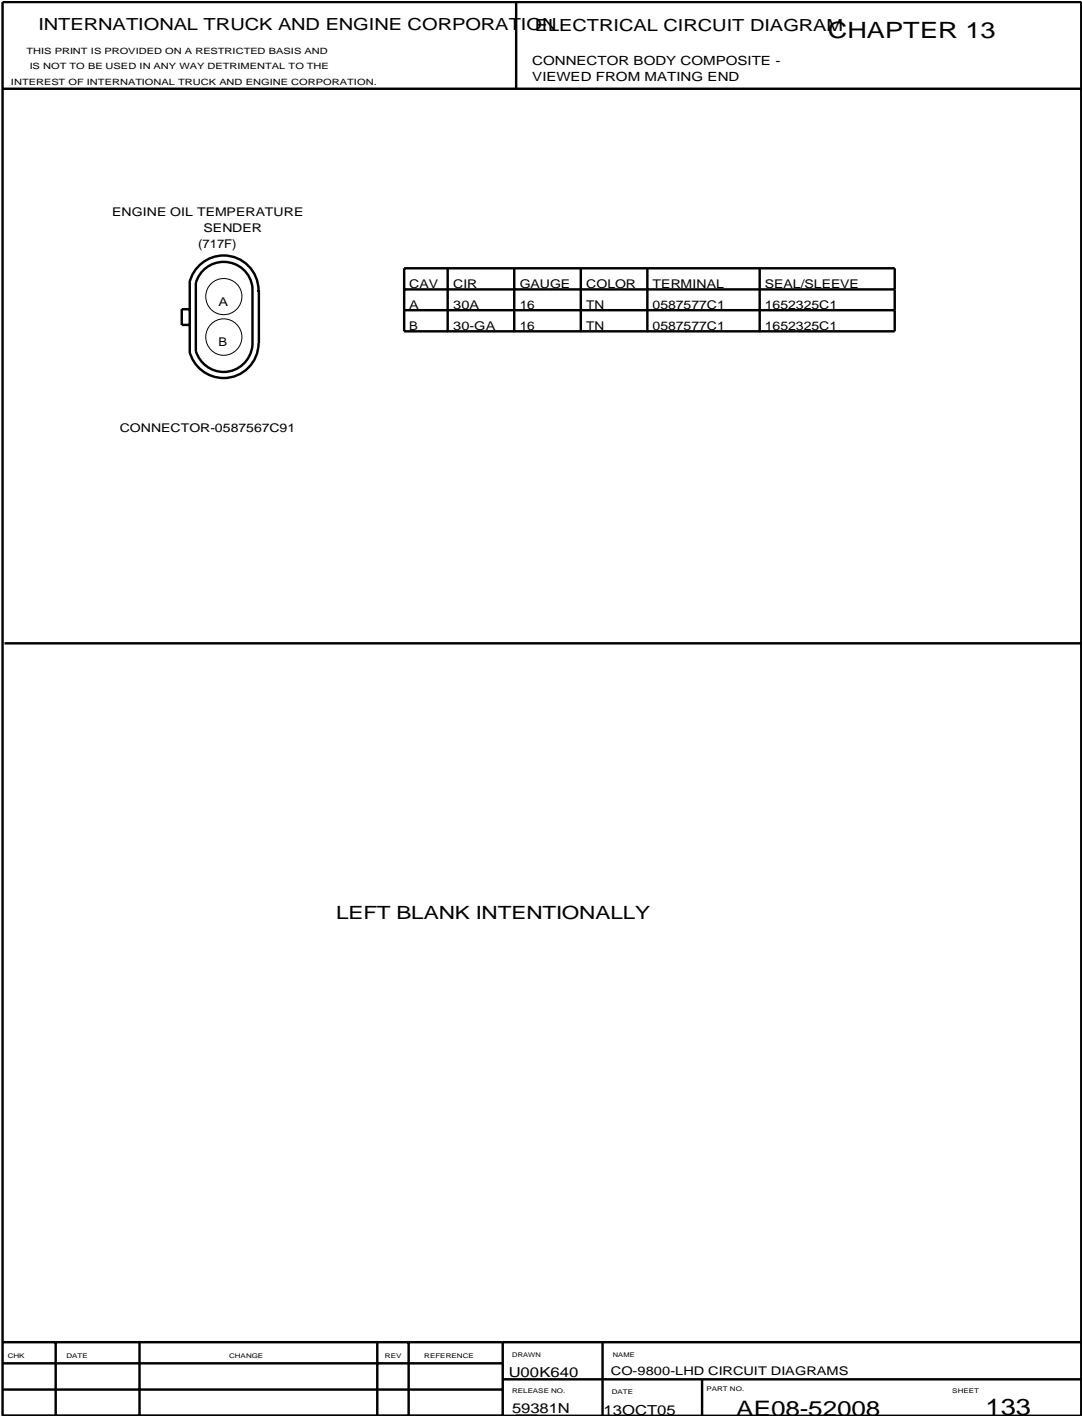 INTERNATIONAL TRUCK AND ENGINE CORPORATION
THIS PRINT IS PROVIDED ON A RESTRICTED BASIS AND
IS NOT TO BE USED IN ANY WAY DETRIMENTAL TO THE
INTEREST OF INTERNATIONAL TRUCK AND ENGINE CORPORATION.
ELECTRICAL CIRCUIT DIAGRAM
CHAPTER 13
CONNECTOR BODY COMPOSITE -
VIEWED FROM MATING END
ENGINE OIL TEMPERATURE
SENDER
(717F)
A
B
CONNECTOR-0587567C91
CAV CIR GAUGE COLOR TERMINAL SEAL/SLEEVE
A 30A 16 TN 0587577C1 1652325C1
B 30-GA 16 TN 0587577C1 1652325C1
LEFT BLANK INTENTIONALLY
CHK DATE CHANGE REV REFERENCE
DRAWN
U00K640
NAME
CO-9800-LHD CIRCUIT DIAGRAMS
RELEASE NO.
59381N
DATE
13OCT05
PART NO.
AE08-52008
SHEET
133